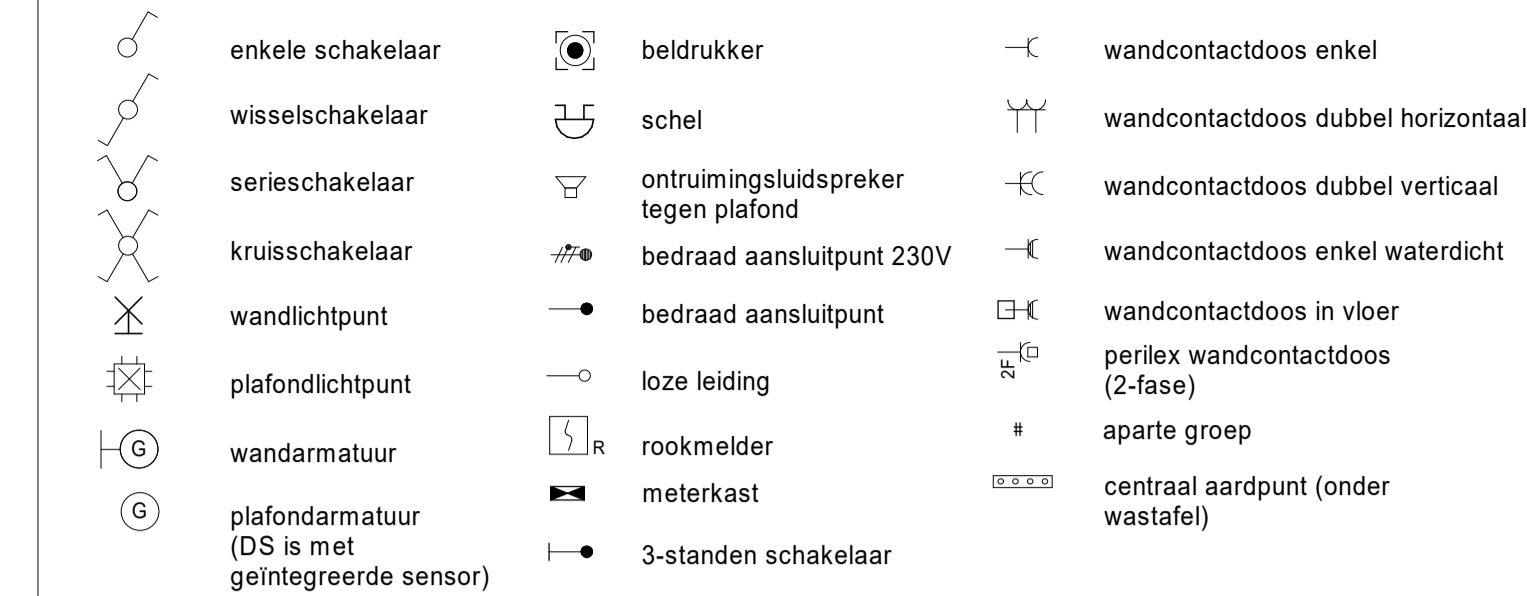 enkele schakelaar
wisselschakelaar
serieschakelaar
kruisschakelaar
wandlichtpunt
plafondlichtpunt
G
wandarmatuur
G
plafondarmatuur
(DS is met
geïntegreerde sensor)
beldrukker
schel
ontruimingsluidspreker
tegen plafond
bedraad aansluitpunt 230V
bedraad aansluitpunt
loze leiding
R
rookmelder
meterkast
3-standen schakelaar
wandcontactdoos enkel
wandcontactdoos dubbel horizontaal
wandcontactdoos dubbel verticaal
wandcontactdoos enkel waterdicht
wandcontactdoos in vloer
2F
perilex wandcontactdoos
(2-fase)
#
aparte groep
centraal aardpunt (onder
wastafel)